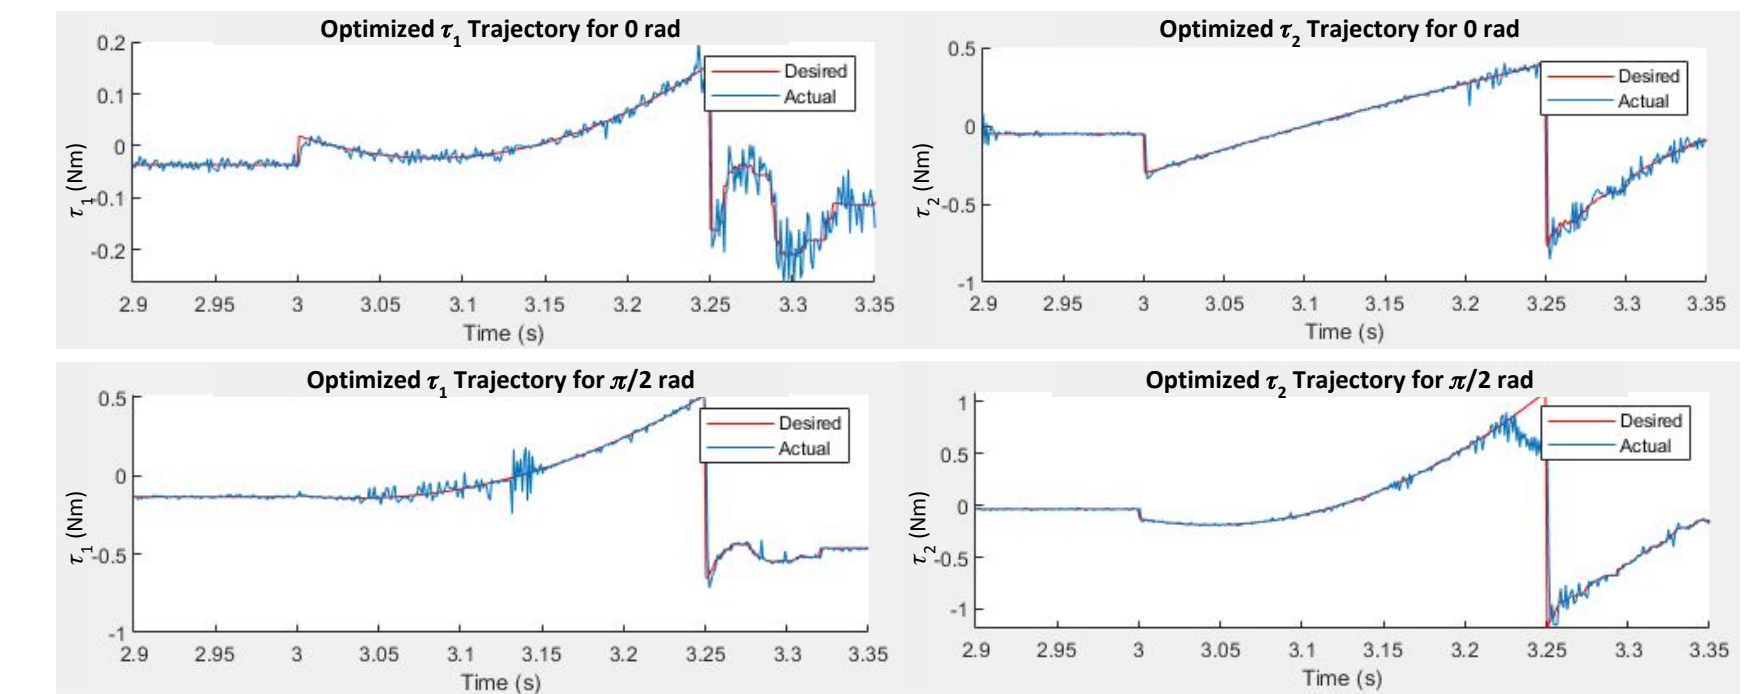 Optimized τ1 Trajectory for 0 rad
0.2
0.1
0
-0.1
-0.2
τ1 (Nm)
Desired
Actual
2.9 2.95 3 3.05 3.1 3.15 3.2 3.25 3.3 3.35
Time (s)
Optimized τ2 Trajectory for 0 rad
0.5
0
-0.5
-1
τ2 (Nm)
Desired
Actual
2.9 2.95 3 3.05 3.1 3.15 3.2 3.25 3.3 3.35
Time (s)
Optimized τ1 Trajectory for π/2 rad
0.5
0
-0.5
-1
τ1 (Nm)
Desired
Actual
2.9 2.95 3 3.05 3.1 3.15 3.2 3.25 3.3 3.35
Time (s)
Optimized τ2 Trajectory for π/2 rad
1
0.5
0
-0.5
-1
τ2 (Nm)
Desired
Actual
2.9 2.95 3 3.05 3.1 3.15 3.2 3.25 3.3 3.35
Time (s)